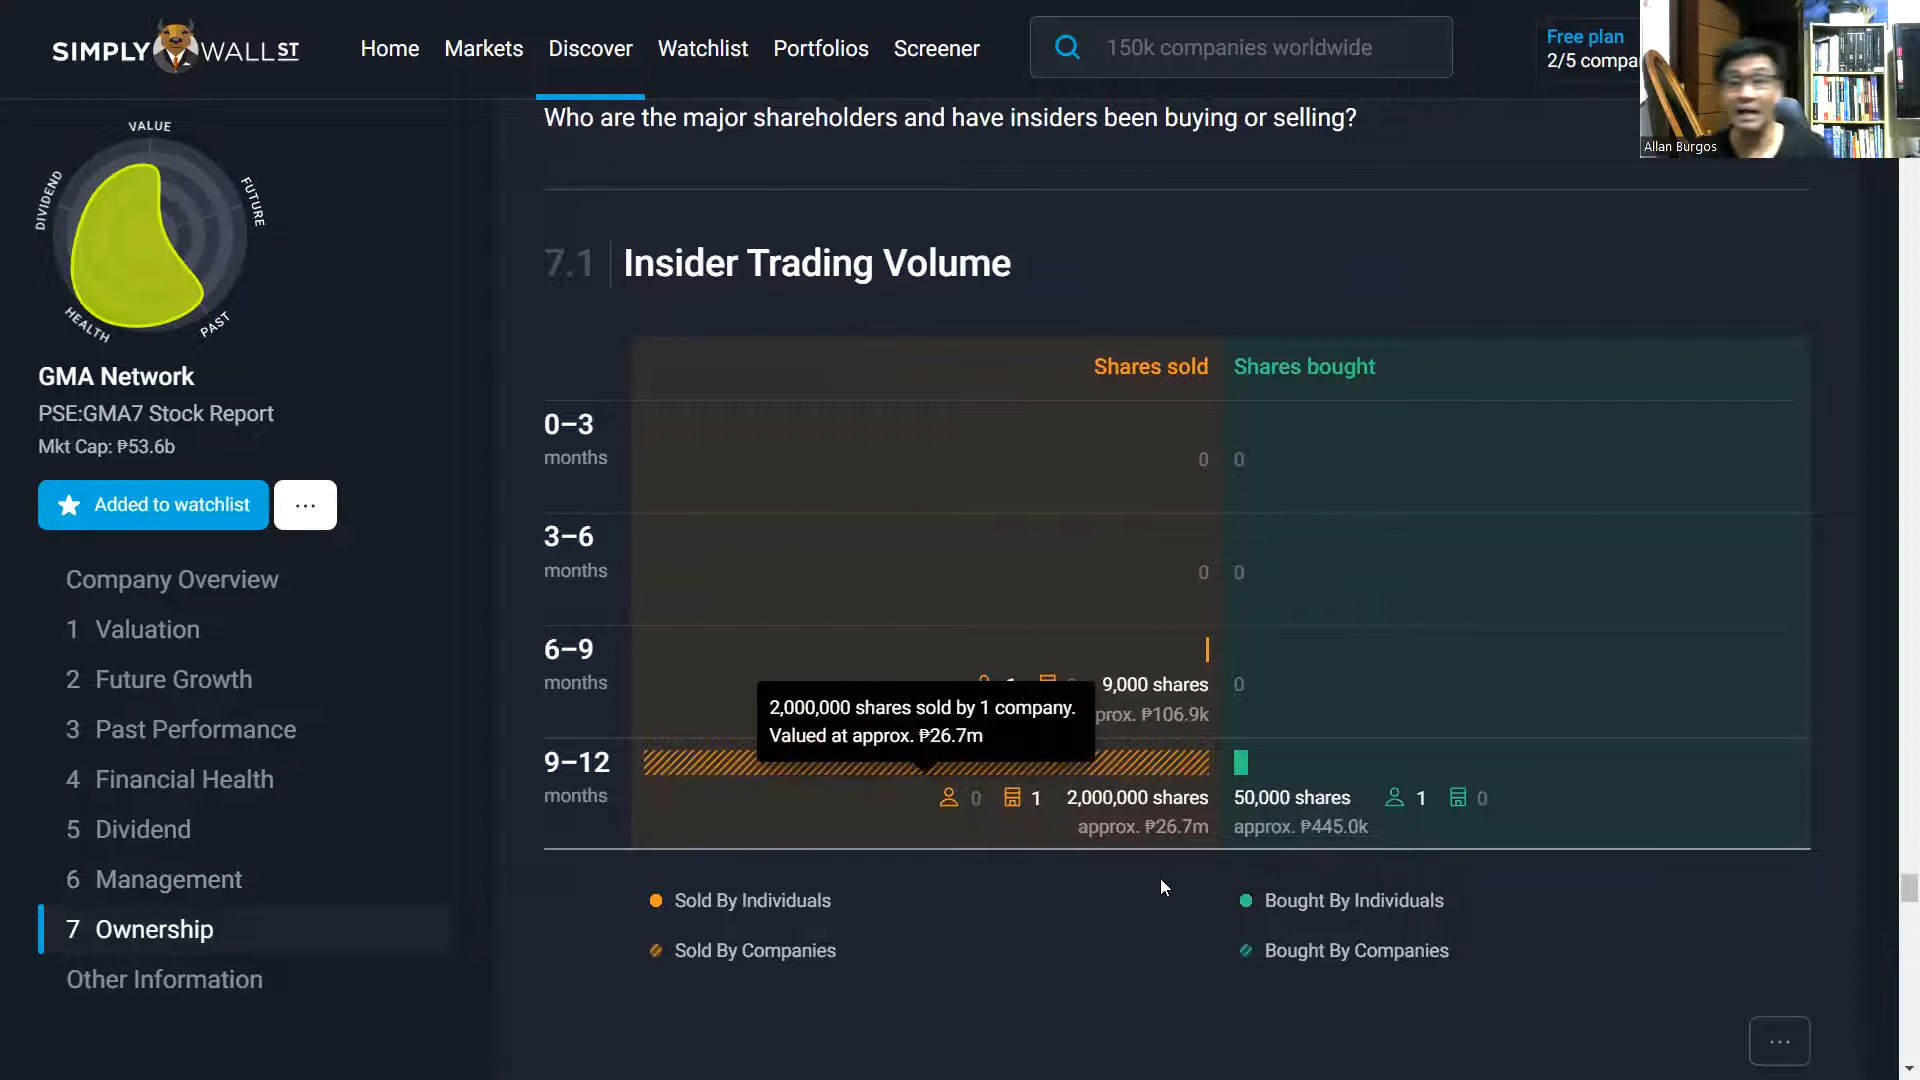 SIMPLY WALL ST
Home
Markets
Discover
Watchlist
Portfolios
Screener
150k companies worldwide
Free plan
2/5 compa
Allan Burgos
VALUE
FUTURE
PAST
HEALTH
DIVIDEND
GMA Network
PSE:GMA7 Stock Report
Mkt Cap: ₱53.6b
Added to watchlist
...
Company Overview
1 Valuation
2 Future Growth
3 Past Performance
4 Financial Health
5 Dividend
6 Management
7 Ownership
Other Information
Who are the major shareholders and have insiders been buying or selling?
7.1 Insider Trading Volume
Shares sold
Shares bought
0–3
months
0
0
3–6
months
0
0
6–9
months
9,000 shares
prox. ₱106.9k
0
2,000,000 shares sold by 1 company.
Valued at approx. ₱26.7m
9–12
months
0
1
2,000,000 shares
approx. ₱26.7m
50,000 shares
1
0
approx. ₱445.0k
Sold By Individuals
Bought By Individuals
Sold By Companies
Bought By Companies
...